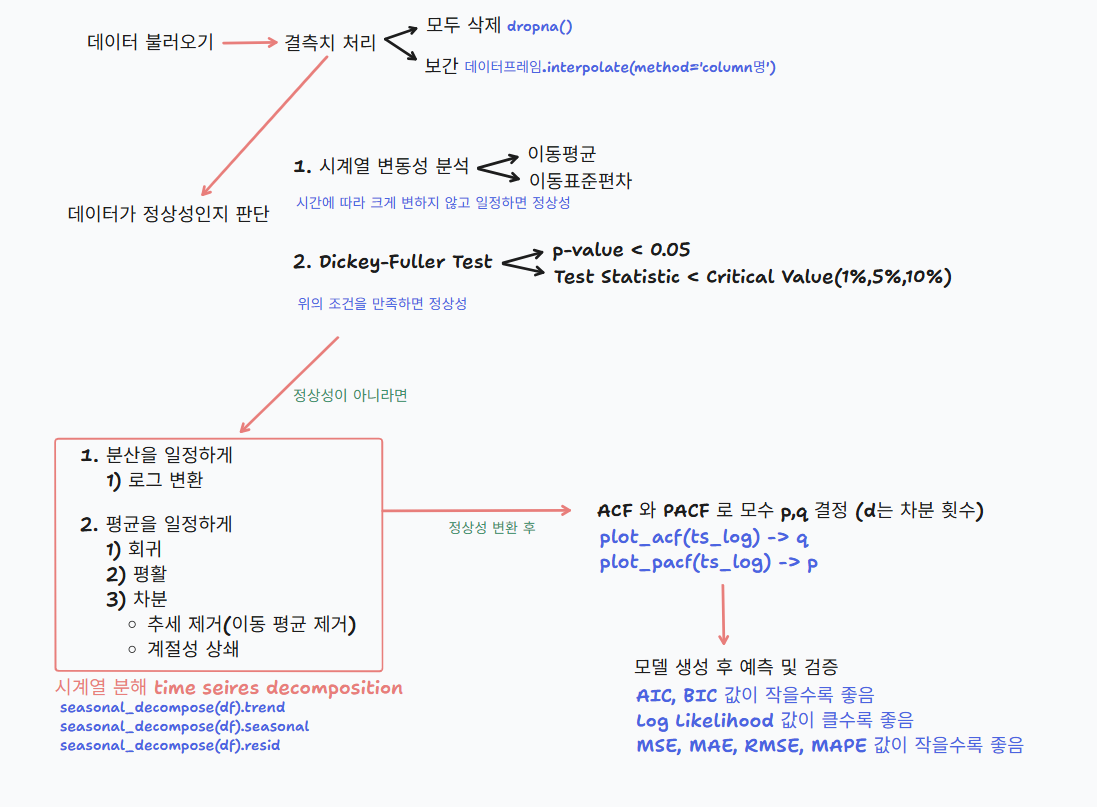 데이터 불러오기
결측치 처리
모두 삭제 dropna()
보간 데이터프레임.interpolate(method='column명')
데이터가 정상성인지 판단
1. 시계열 변동성 분석
이동평균
이동표준편차
시간에 따라 크게 변하지 않고 일정하면 정상성
2. Dickey-Fuller Test
p-value < 0.05
Test Statistic < Critical Value(1%,5%,10%)
위의 조건을 만족하면 정상성
정상성이 아니라면
1. 분산을 일정하게
1) 로그 변환
2. 평균을 일정하게
1) 회귀
2) 평활
3) 차분
◦ 추세 제거(이동 평균 제거)
◦ 계절성 상쇄
시계열 분해 time seires decomposition
seasonal_decompose(df).trend
seasonal_decompose(df).seasonal
seasonal_decompose(df).resid
정상성 변환 후
ACF 와 PACF 로 모수 p,q 결정 (d는 차분 횟수)
plot_acf(ts_log) -> q
plot_pacf(ts_log) -> p
모델 생성 후 예측 및 검증
AIC, BIC 값이 작을수록 좋음
Log Likelihood 값이 클수록 좋음
MSE, MAE, RMSE, MAPE 값이 작을수록 좋음